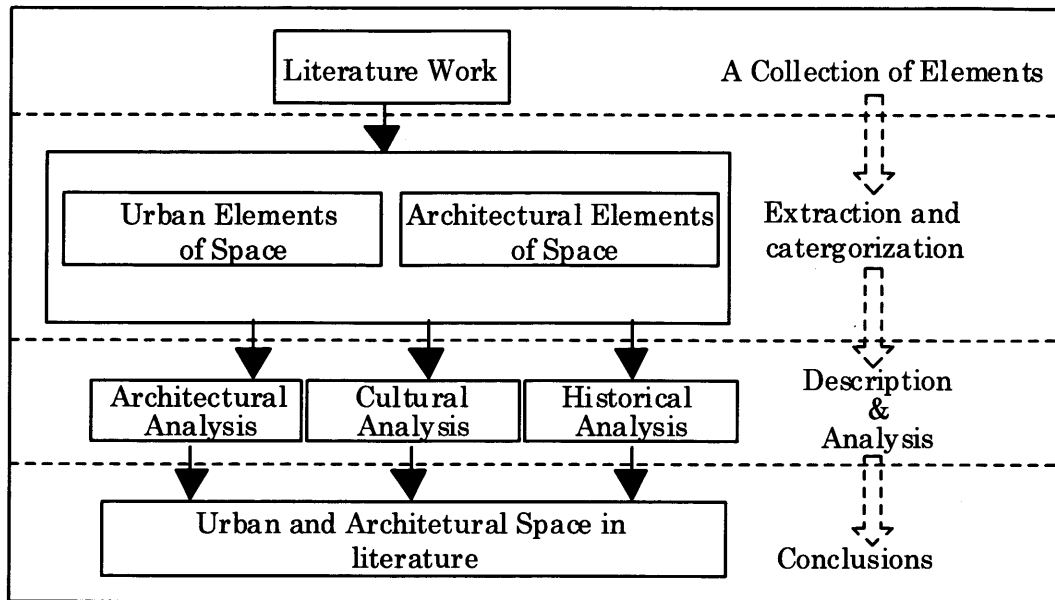 Literature Work
A Collection of Elements
Urban Elements
of Space
Architectural Elements
of Space
Extraction and
catergorization
Architectural
Analysis
Cultural
Analysis
Historical
Analysis
Description
&
Analysis
Urban and Architetural Space in
literature
Conclusions